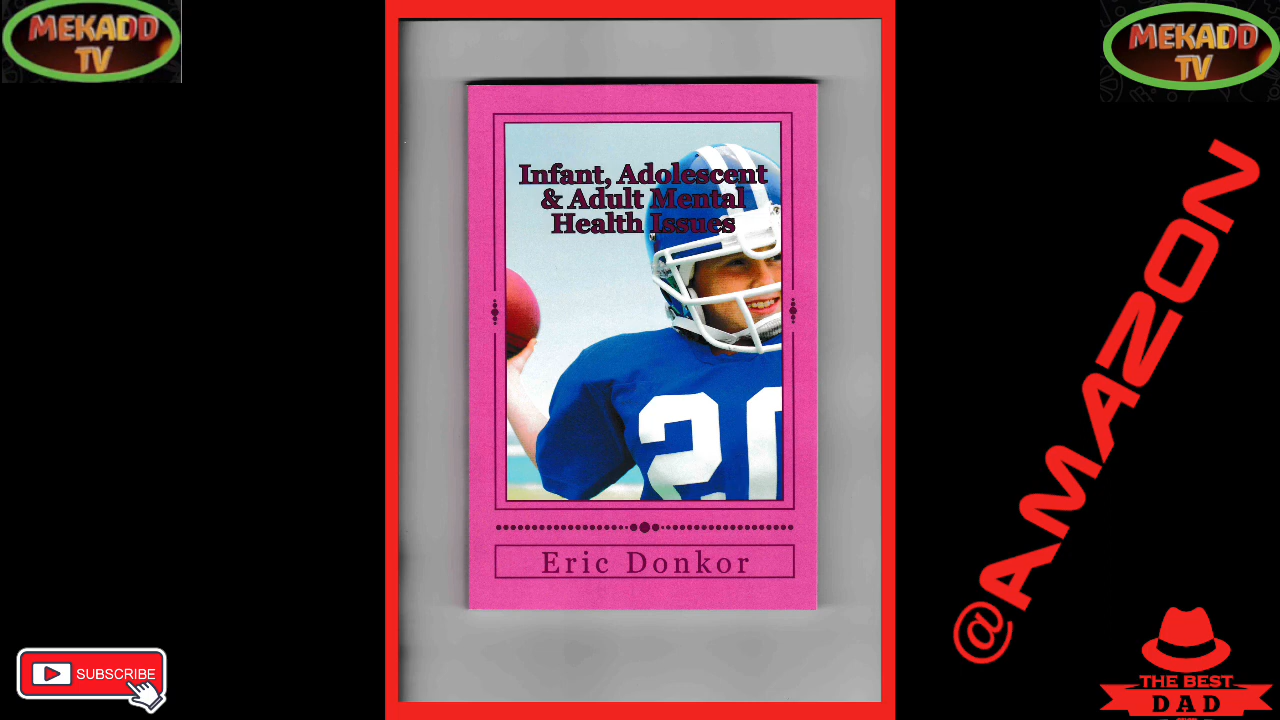 MEKADD
TV
MEKADD
TV
Infant, Adolescent
& Adult Mental
Health Issues
20
Eric Donkor
@AMAZON
SUBSCRIBE
THE BEST
DAD